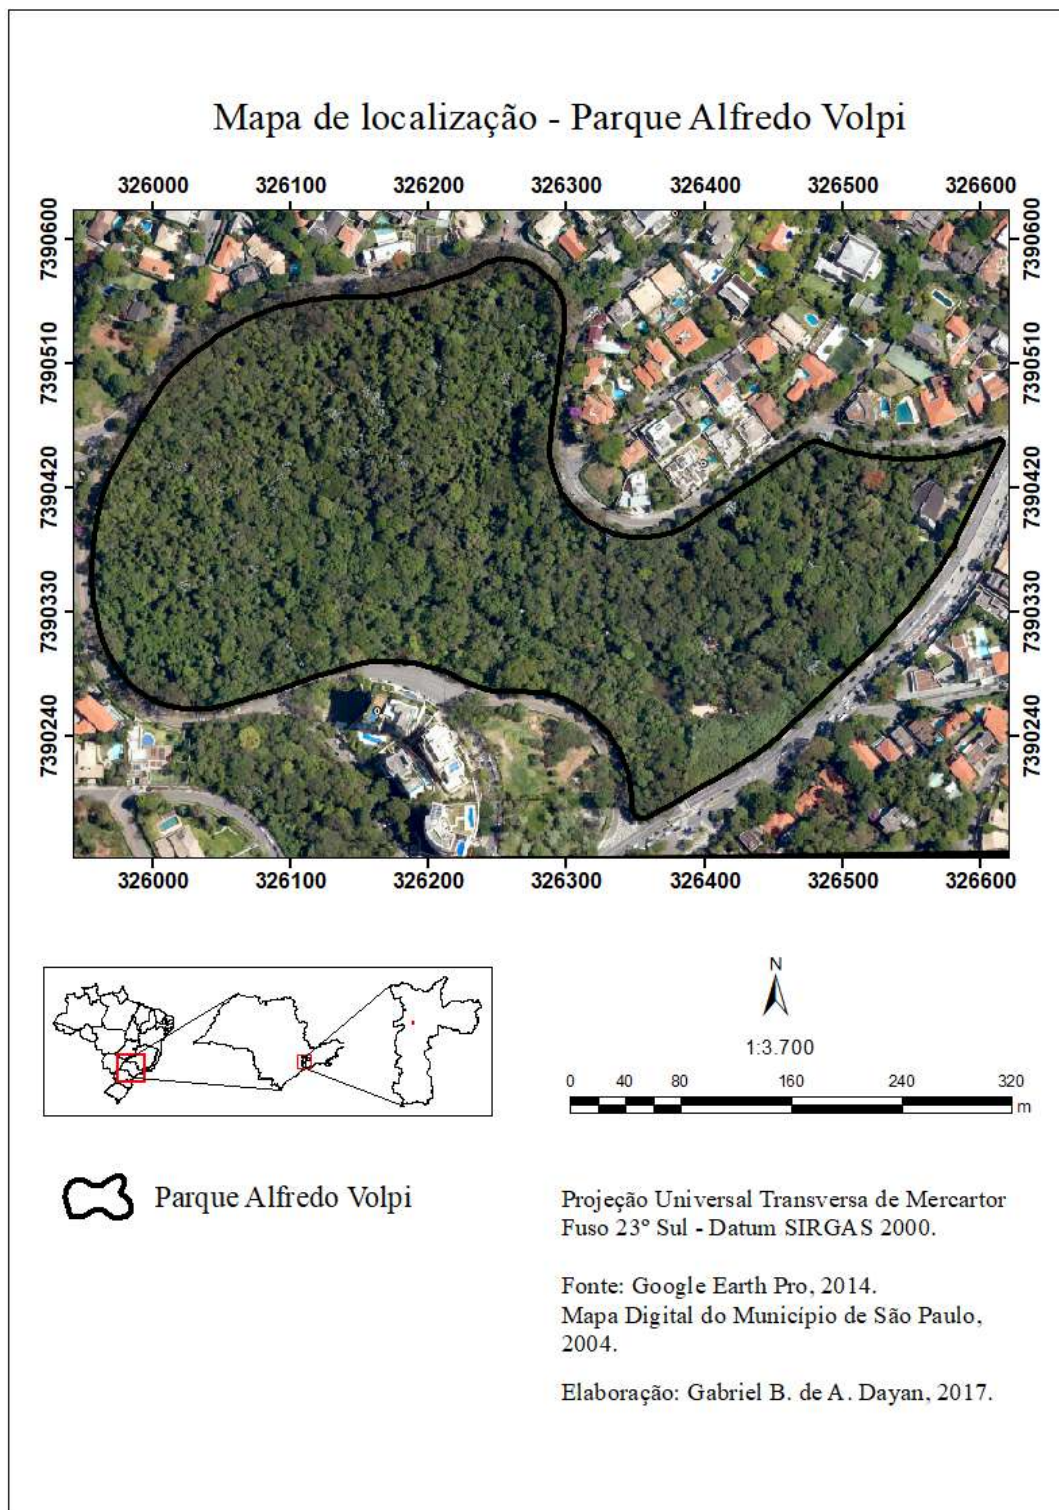 Mapa de localização - Parque Alfredo Volpi
326000 326100 326200 326300 326400 326500 326600
7390600 7390600
7390510 7390510
7390420 7390420
7390330 7390330
7390240 7390240
326000 326100 326200 326300 326400 326500 326600
N
1:3.700
0 40 80 160 240 320
m
Parque Alfredo Volpi
Projeção Universal Transversa de Mercartor
Fuso 23º Sul - Datum SIRGAS 2000.
Fonte: Google Earth Pro, 2014.
Mapa Digital do Município de São Paulo,
2004.
Elaboração: Gabriel B. de A. Dayan, 2017.